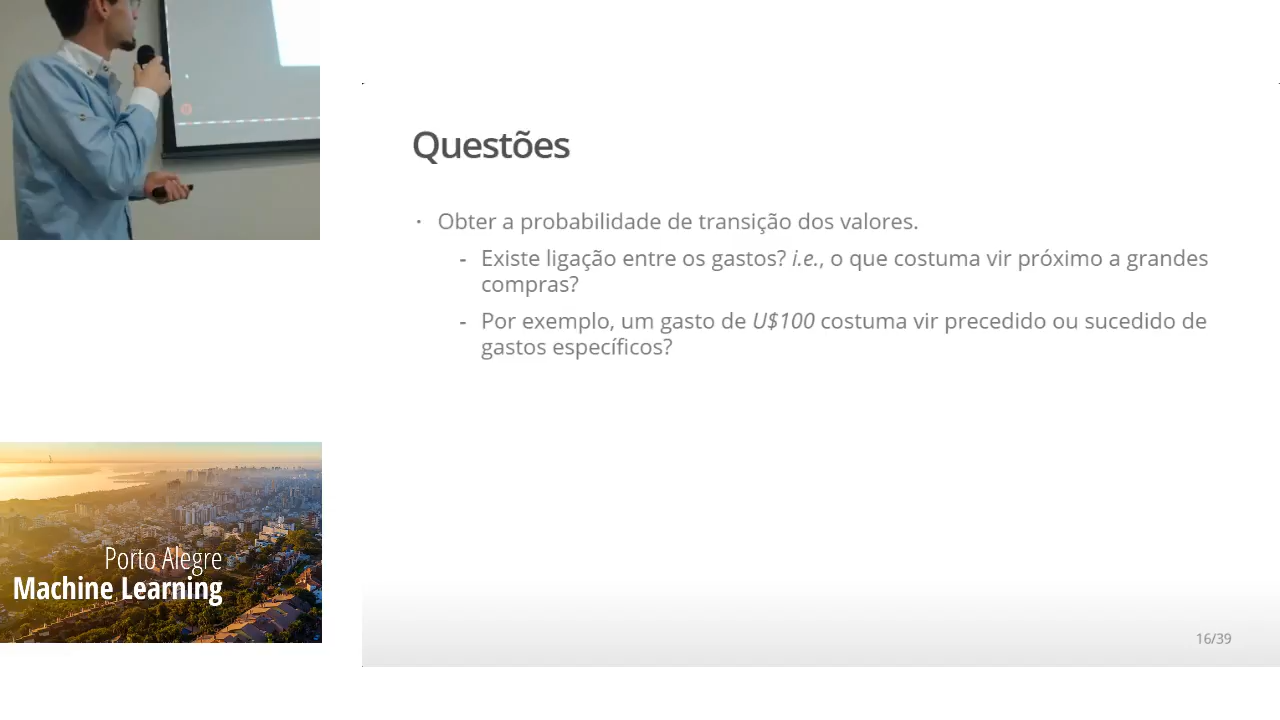 Questões
· Obter a probabilidade de transição dos valores.
- Existe ligação entre os gastos? i.e., o que costuma vir próximo a grandes
compras?
- Por exemplo, um gasto de U$100 costuma vir precedido ou sucedido de
gastos específicos?
16/39
Porto Alegre
Machine Learning